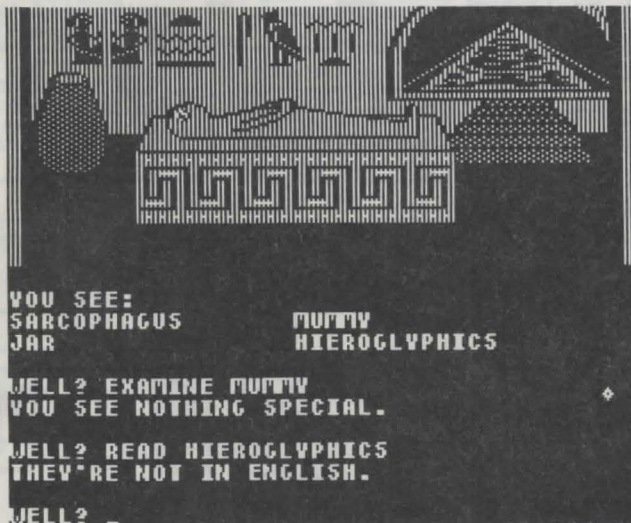 YOU SEE:
SARCOPHAGUS MUMMY
JAR HIEROGLYPHICS
WELL? EXAMINE MUMMY
YOU SEE NOTHING SPECIAL.
WELL? READ HIEROGLYPHICS
THEY'RE NOT IN ENGLISH.
WELL? _